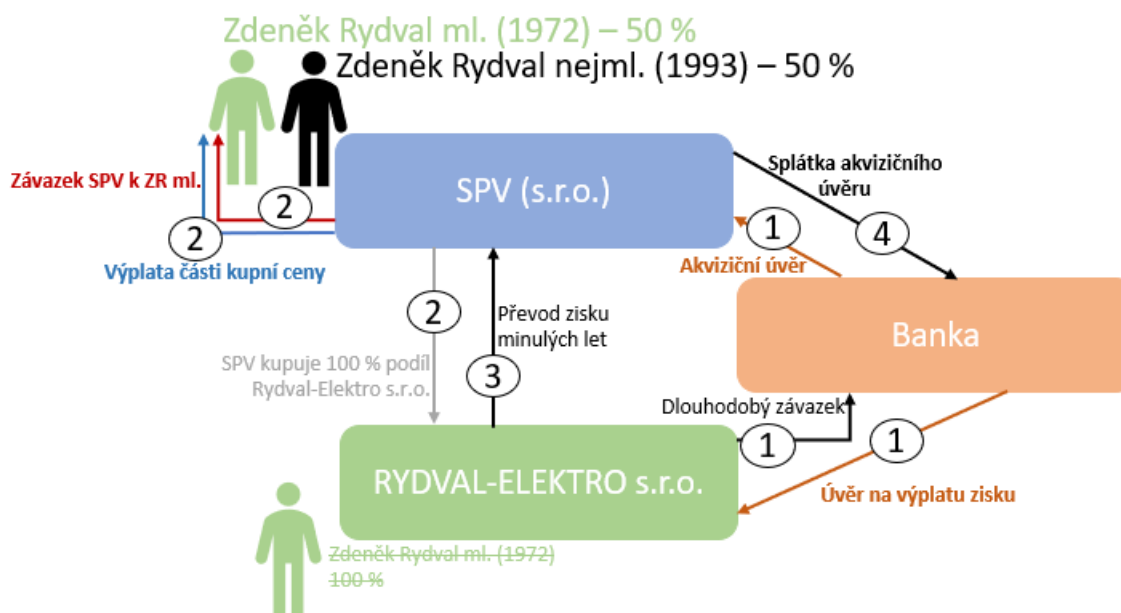 Zdeněk Rydval ml. (1972) – 50 %
Zdeněk Rydval nejml. (1993) – 50 %
Závazek SPV k ZR ml.
2
2
Výplata části kupní ceny
SPV (s.r.o.)
Splátka akvizičního
úvěru
1
4
Akviziční úvěr
2
Převod zisku
minulých let
SPV kupuje 100 % podíl
Rydval-Elektro s.r.o.
3
Banka
Dlouhodobý závazek
1
1
Úvěr na výplatu zisku
RYDVAL-ELEKTRO s.r.o.
Zdeněk Rydval ml. (1972)
100 %